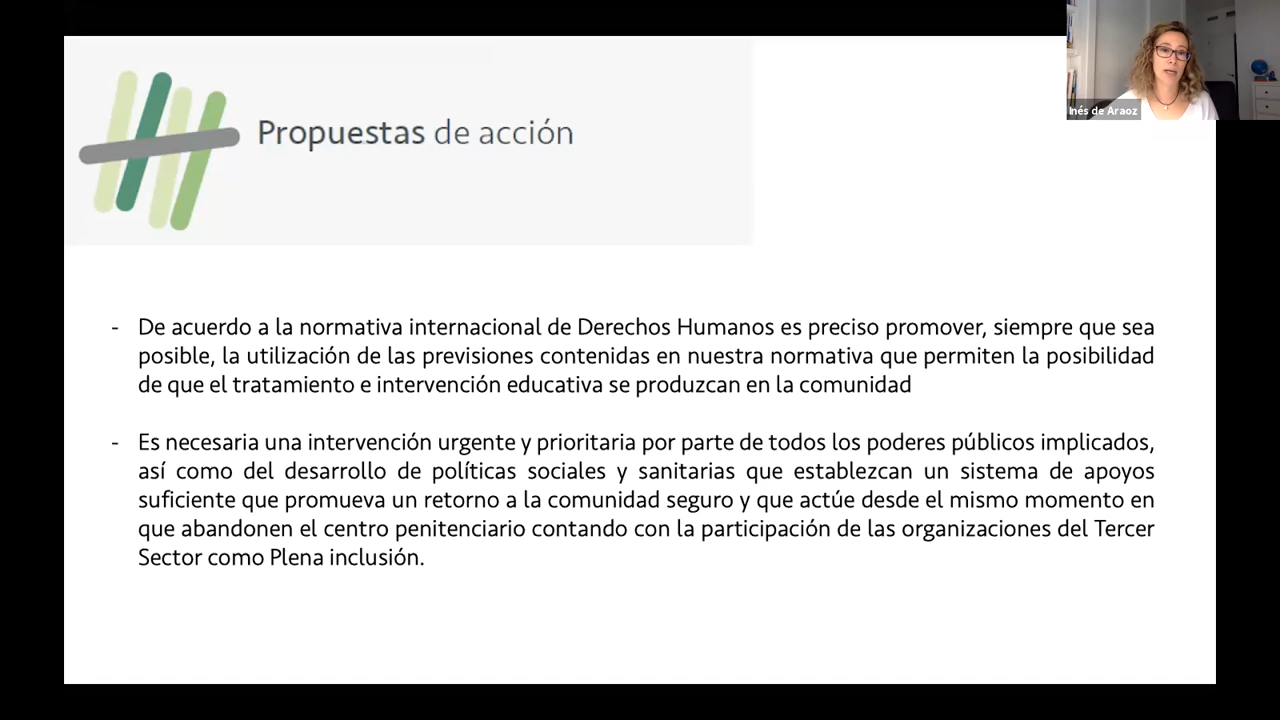 Inés de Araoz
Propuestas de acción
- De acuerdo a la normativa internacional de Derechos Humanos es preciso promover, siempre que sea
posible, la utilización de las previsiones contenidas en nuestra normativa que permiten la posibilidad
de que el tratamiento e intervención educativa se produzcan en la comunidad
- Es necesaria una intervención urgente y prioritaria por parte de todos los poderes públicos implicados,
así como del desarrollo de políticas sociales y sanitarias que establezcan un sistema de apoyos
suficiente que promueva un retorno a la comunidad seguro y que actúe desde el mismo momento en
que abandonen el centro penitenciario contando con la participación de las organizaciones del Tercer
Sector como Plena inclusión.